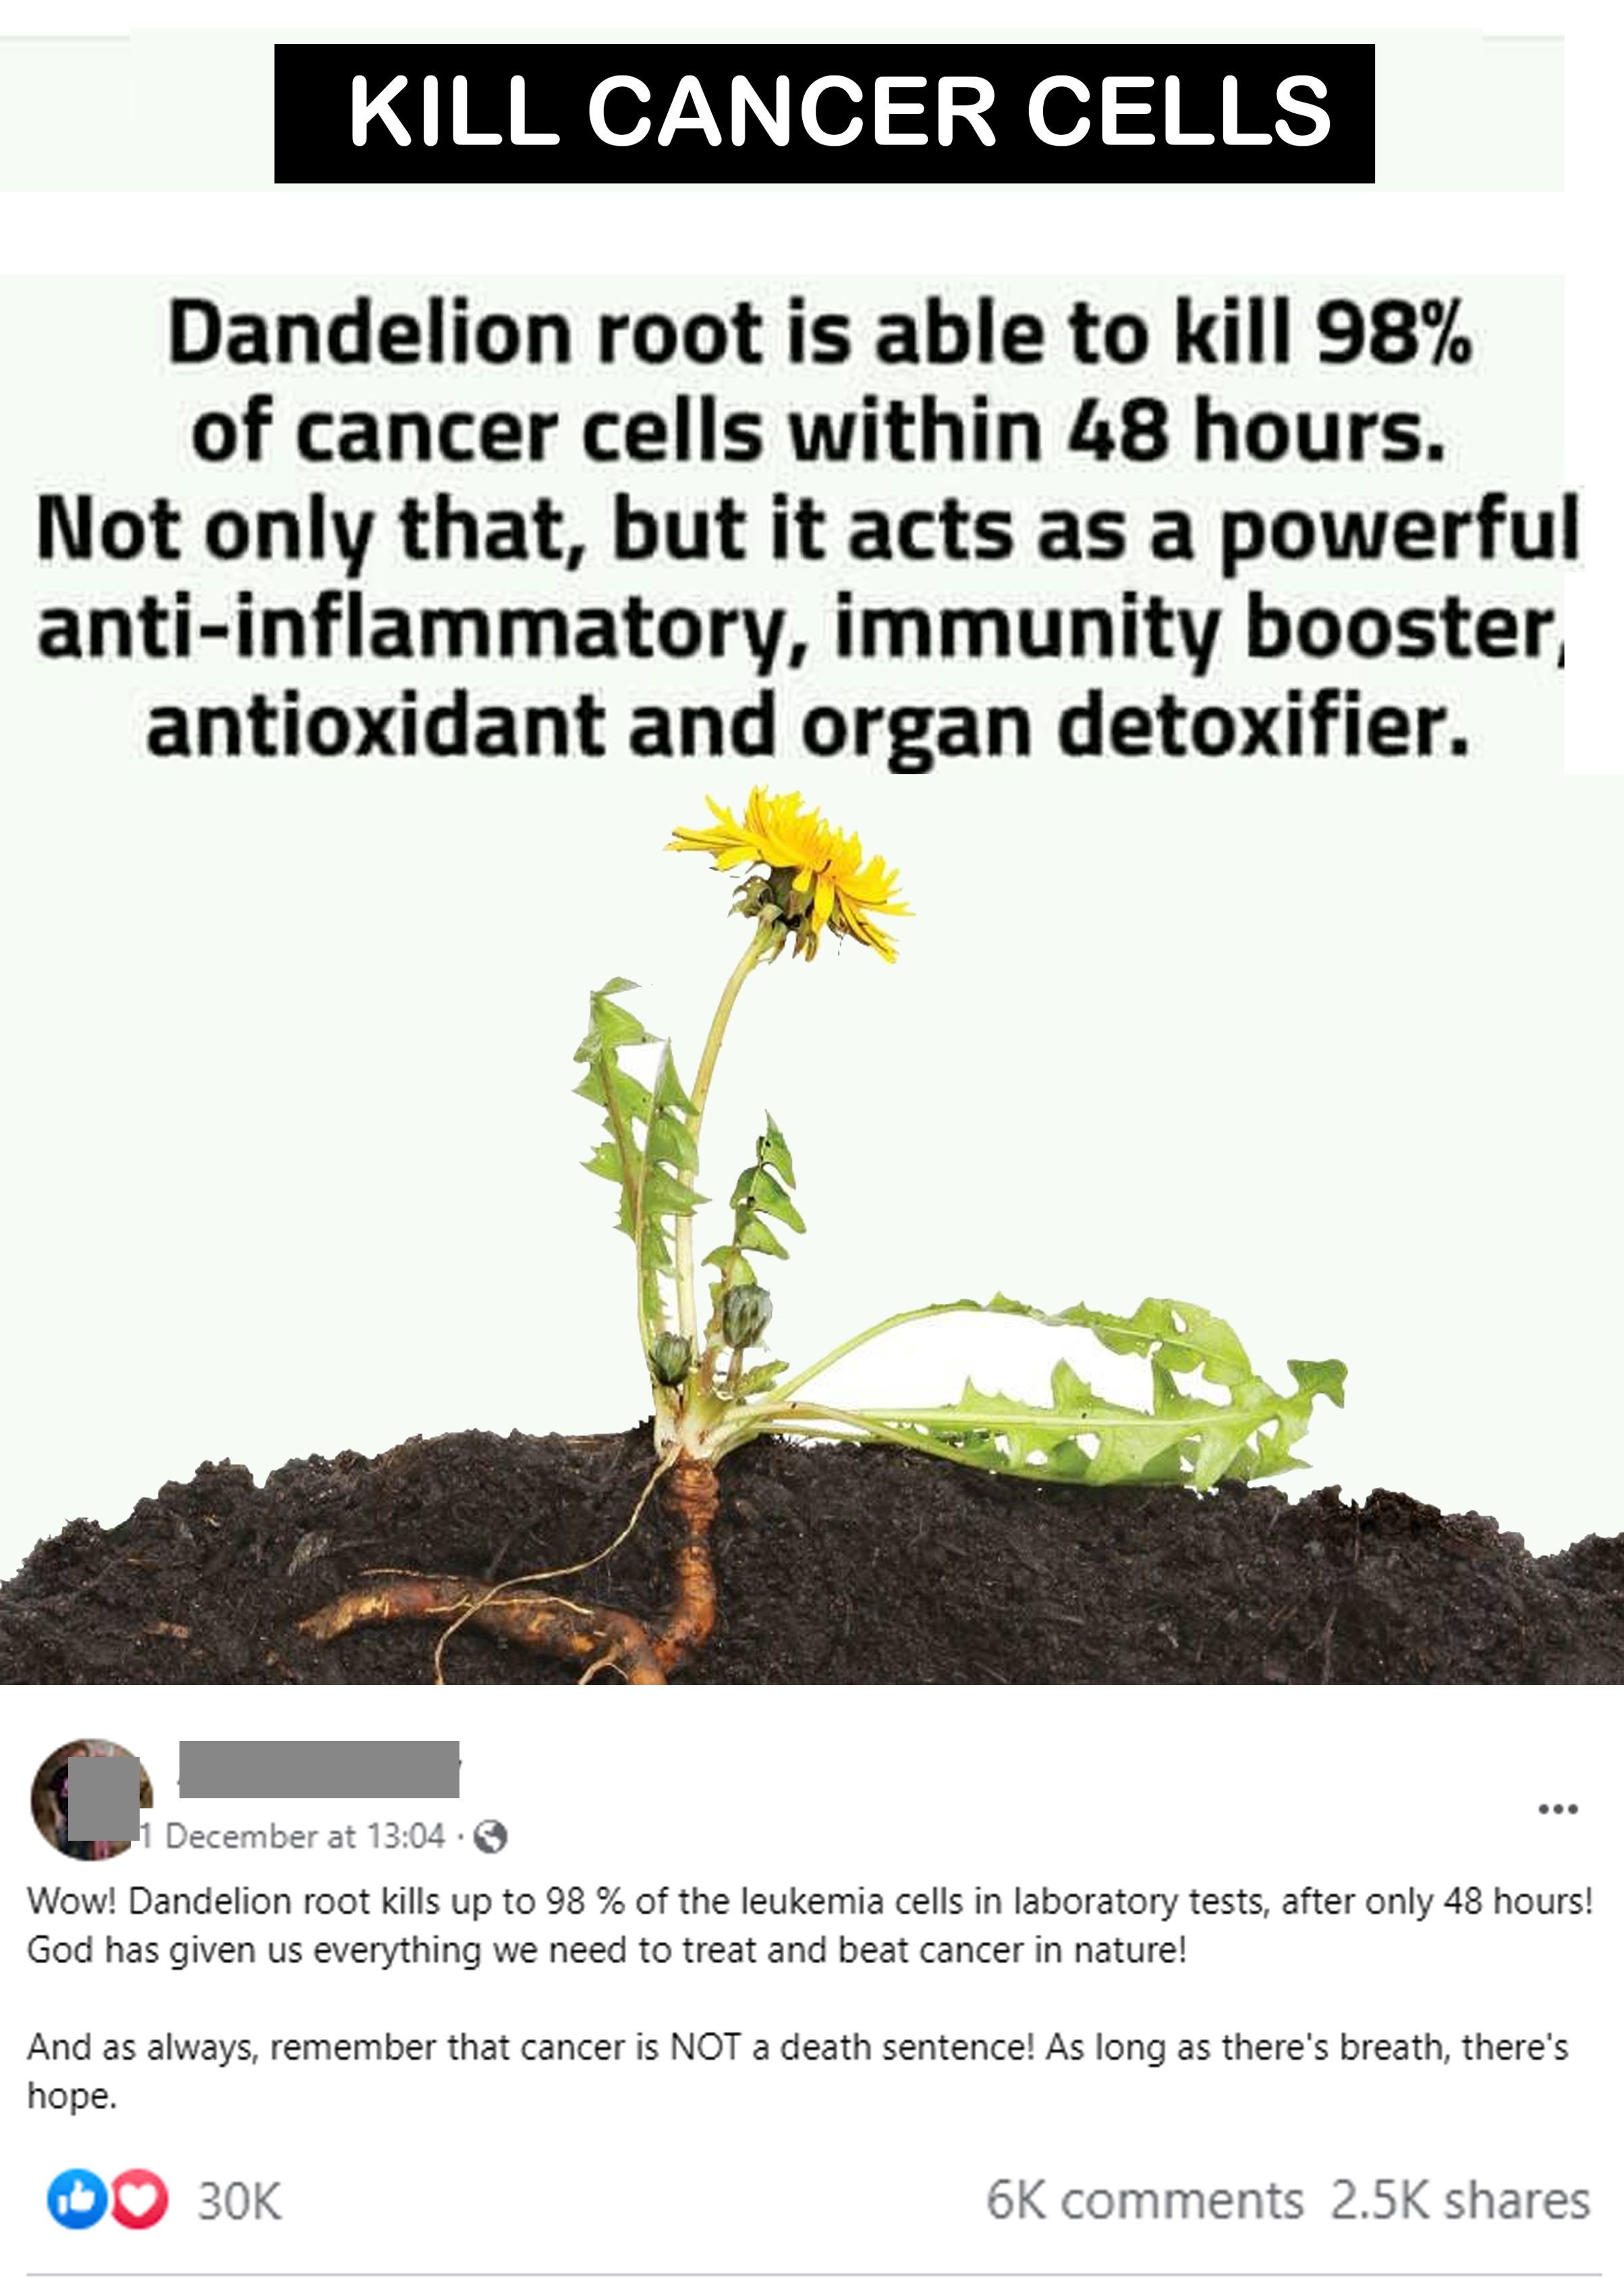 KILL CANCER CELLS
Dandelion root is able to kill 98%
of cancer cells within 48 hours.
Not only that, but it acts as a powerful
anti-inflammatory, immunity booster,
antioxidant and organ detoxifier.
1 December at 13:04 ·
Wow! Dandelion root kills up to 98 % of the leukemia cells in laboratory tests, after only 48 hours!
God has given us everything we need to treat and beat cancer in nature!
And as always, remember that cancer is NOT a death sentence! As long as there's breath, there's
hope.
30K
6K comments 2.5K shares